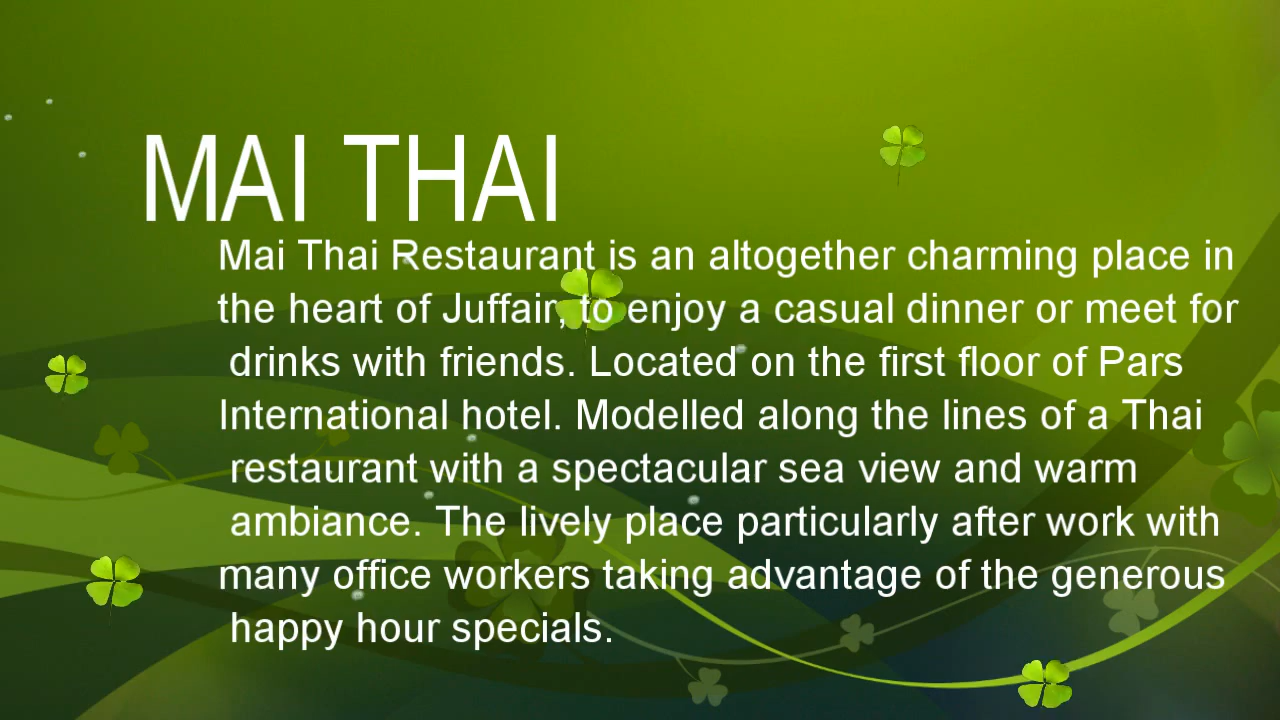 MAI THAI
Mai Thai Restaurant is an altogether charming place in
the heart of Juffair, to enjoy a casual dinner or meet for
drinks with friends. Located on the first floor of Pars
International hotel. Modelled along the lines of a Thai
restaurant with a spectacular sea view and warm
ambiance. The lively place particularly after work with
many office workers taking advantage of the generous
happy hour specials.